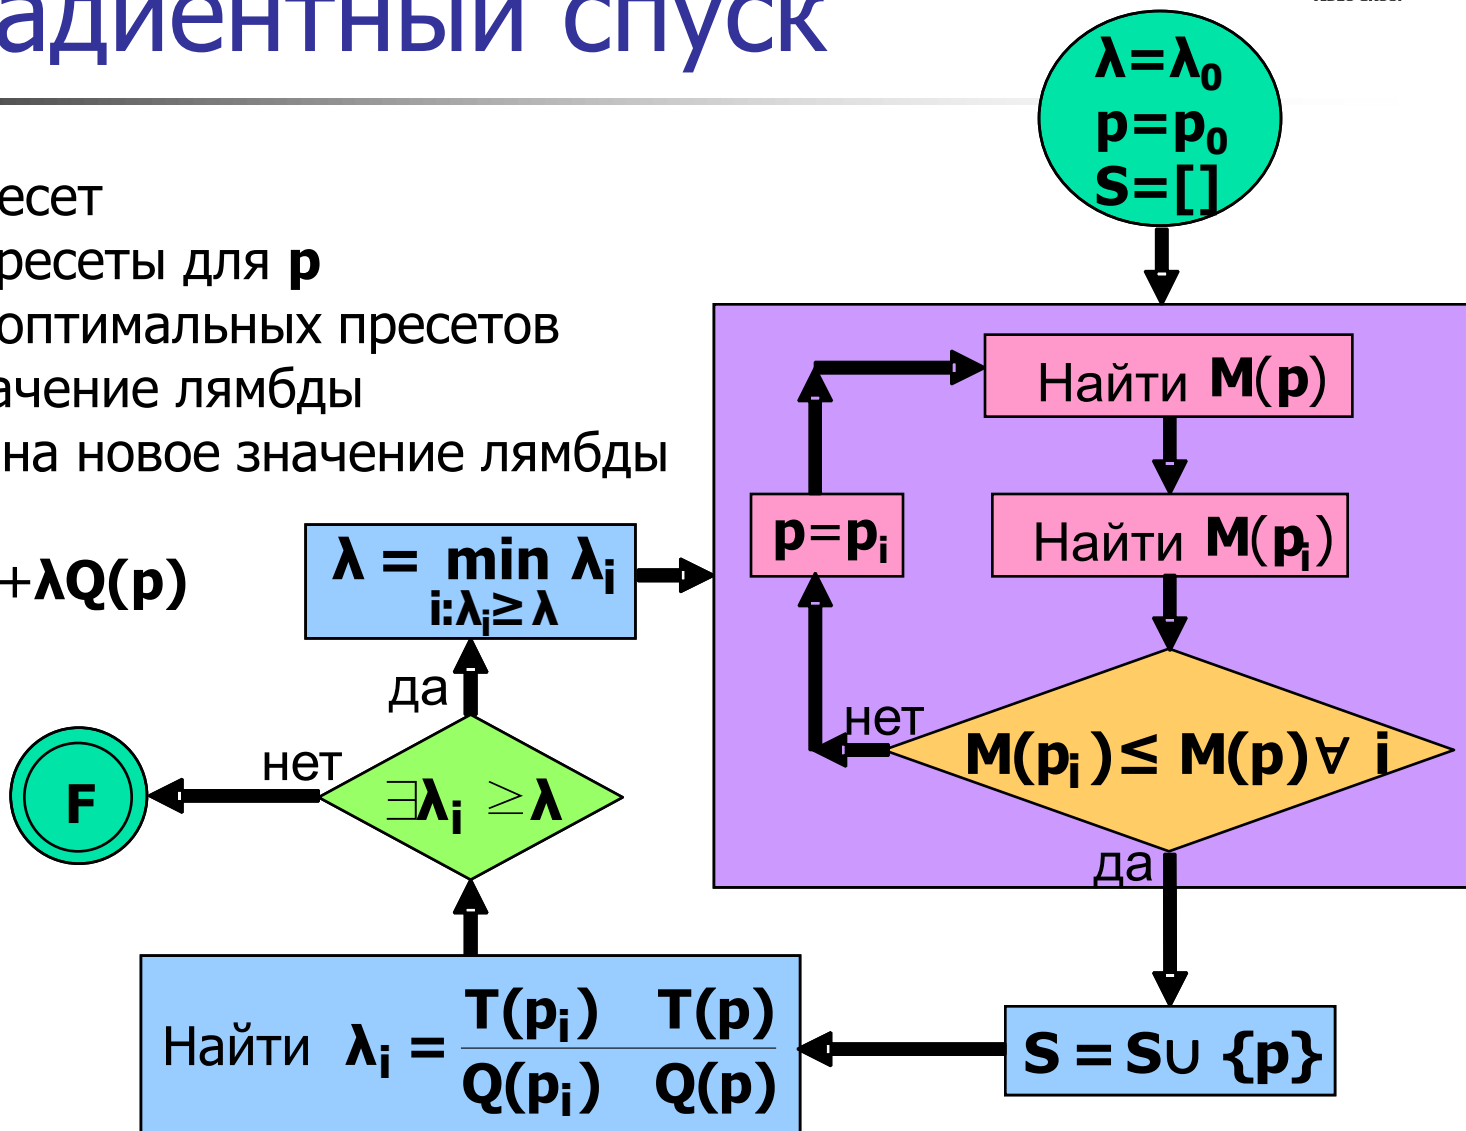 адиентный спуск
λ=λ₀
p=p₀
S=[]
есет
ресеты для p
оптимальных пресетов
ачение лямбды
на новое значение лямбды
+λQ(p)
Найти M(p)
p=pᵢ
Найти M(pᵢ)
нет
M(pᵢ)≤ M(p)∀ i
да
λ = min λᵢ
i:λᵢ≥ λ
да
нет
F
∃λᵢ ≥λ
Найти λᵢ = T(pᵢ) T(p)
Q(pᵢ) Q(p)
S = S∪ {p}